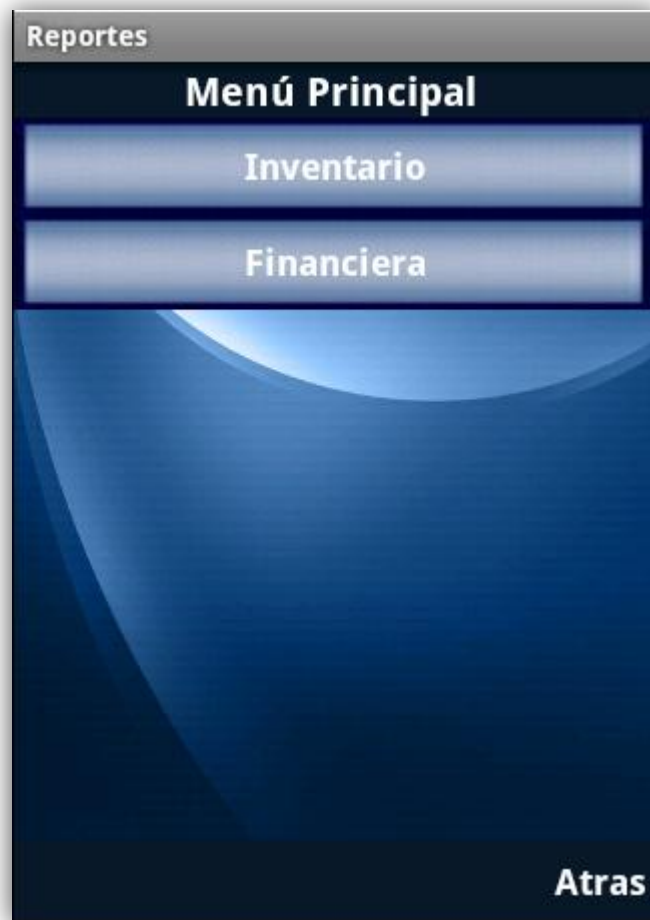 Reportes
Menú Principal
Inventario
Financiera
Atras